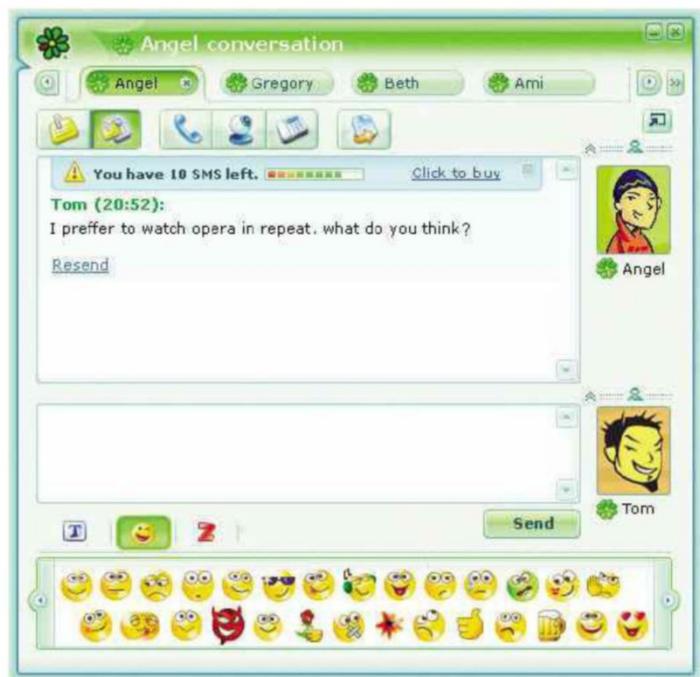 Angel conversation
Angel Gregory Beth Ami
You have 10 SMS left. Click to buy
Tom (20:52):
I preffer to watch opera in repeat. what do you think?
Resend
Angel
Tom
T Z Send